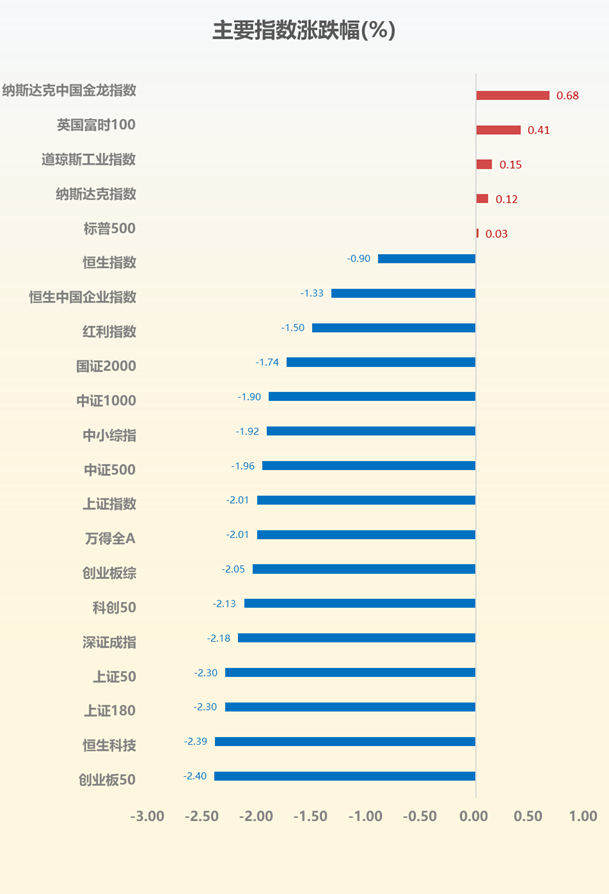 主要指数涨跌幅(%)
纳斯达克中国金龙指数 0.68
英国富时100 0.41
道琼斯工业指数 0.15
纳斯达克指数 0.12
标普500 0.03
恒生指数 -0.90
恒生中国企业指数 -1.33
红利指数 -1.50
国证2000 -1.74
中证1000 -1.90
中小综指 -1.92
中证500 -1.96
上证指数 -2.01
万得全A -2.01
创业板综 -2.05
科创50 -2.13
深证成指 -2.18
上证50 -2.30
上证180 -2.30
恒生科技 -2.39
创业板50 -2.40
-3.00 -2.50 -2.00 -1.50 -1.00 -0.50 0.00 0.50 1.00